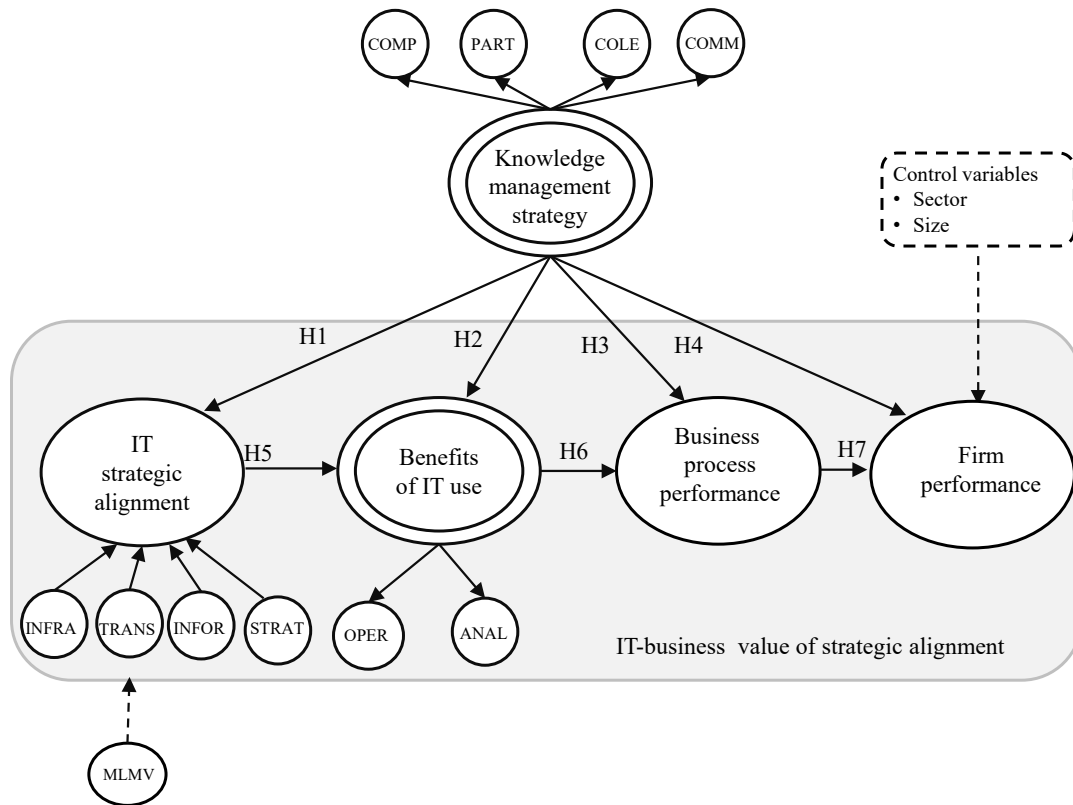 COMP
PART
COLE
COMM
Knowledge
management
strategy
Control variables
• Sector
• Size
H1
H2
H3
H4
IT
strategic
alignment
H5
Benefits
of IT use
H6
Business
process
performance
H7
Firm
performance
INFRA
TRANS
INFOR
STRAT
OPER
ANAL
IT-business value of strategic alignment
MLMV